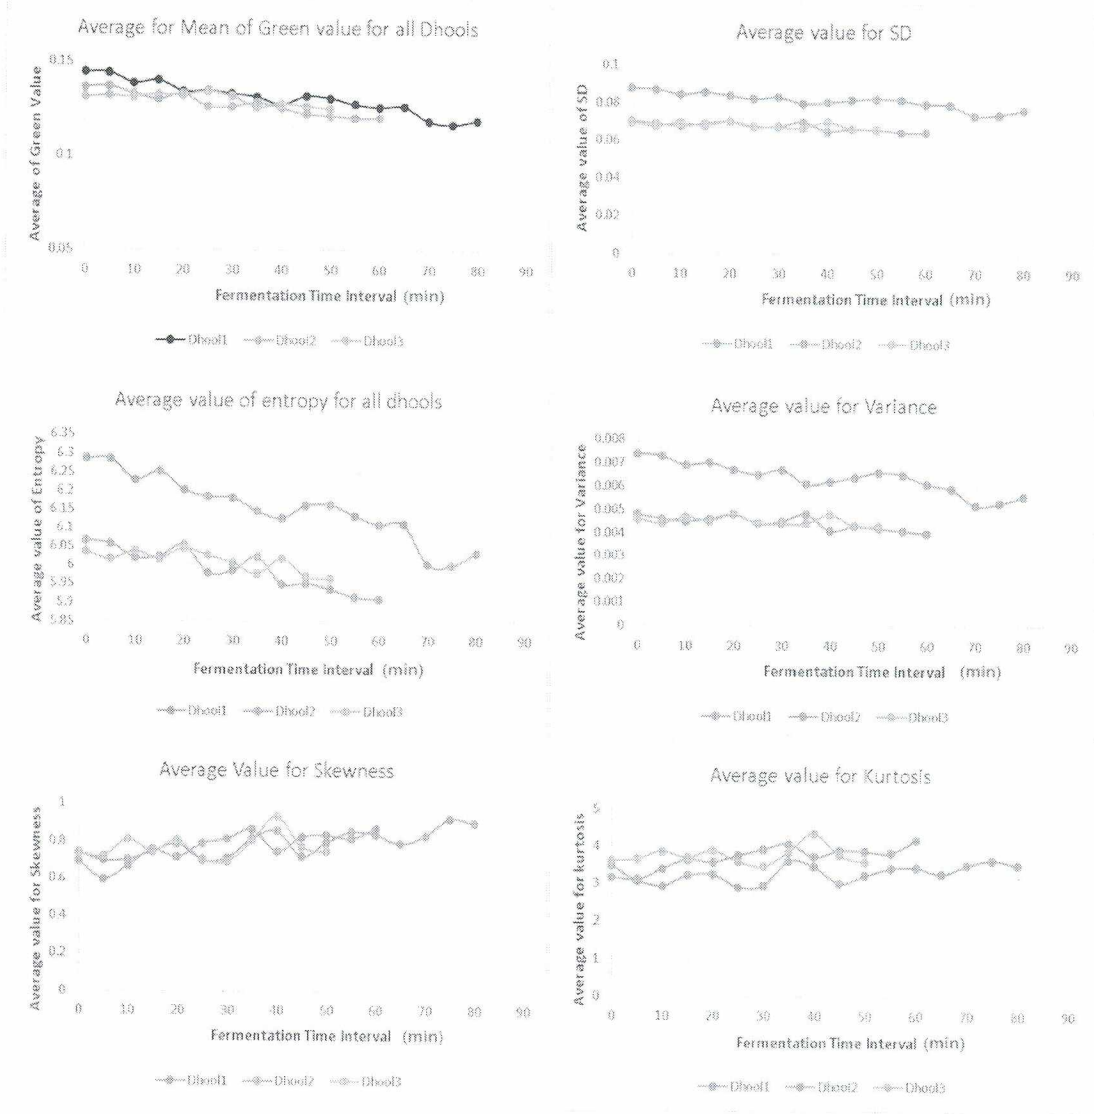 Average for Mean of Green value for all Dhools
0.15
0.1
0.05
Average of Green Value
0 10 20 30 40 50 60 70 80 90
Fermentation Time Interval (min)
Dhool1 Dhool2 Dhool3
Average value for SD
0.1
0.08
0.06
0.04
0.02
0
Average value of SD
0 10 20 30 40 50 60 70 80 90
Fermentation Time Interval (min)
Dhool1 Dhool2 Dhool3
Average value of entropy for all dhools
6.35
6.3
6.25
6.2
6.15
6.1
6.05
6
5.95
5.9
5.85
Average value of Entropy
0 10 20 30 40 50 60 70 80 90
Fermentation Time Interval (min)
Dhool1 Dhool2 Dhool3
Average value for Variance
0.008
0.007
0.006
0.005
0.004
0.003
0.002
0.001
0
Average value for Variance
0 10 20 30 40 50 60 70 80 90
Fermentation Time Interval (min)
Dhool1 Dhool2 Dhool3
Average Value for Skewness
1
0.8
0.6
0.4
0.2
0
Average value for Skewness
0 10 20 30 40 50 60 70 80 90
Fermentation Time Interval (min)
Dhool1 Dhool2 Dhool3
Average value for Kurtosis
5
4
3
2
1
0
Average value for kurtosis
0 10 20 30 40 50 60 70 80 90
Fermentation Time Interval (min)
Dhool1 Dhool2 Dhool3